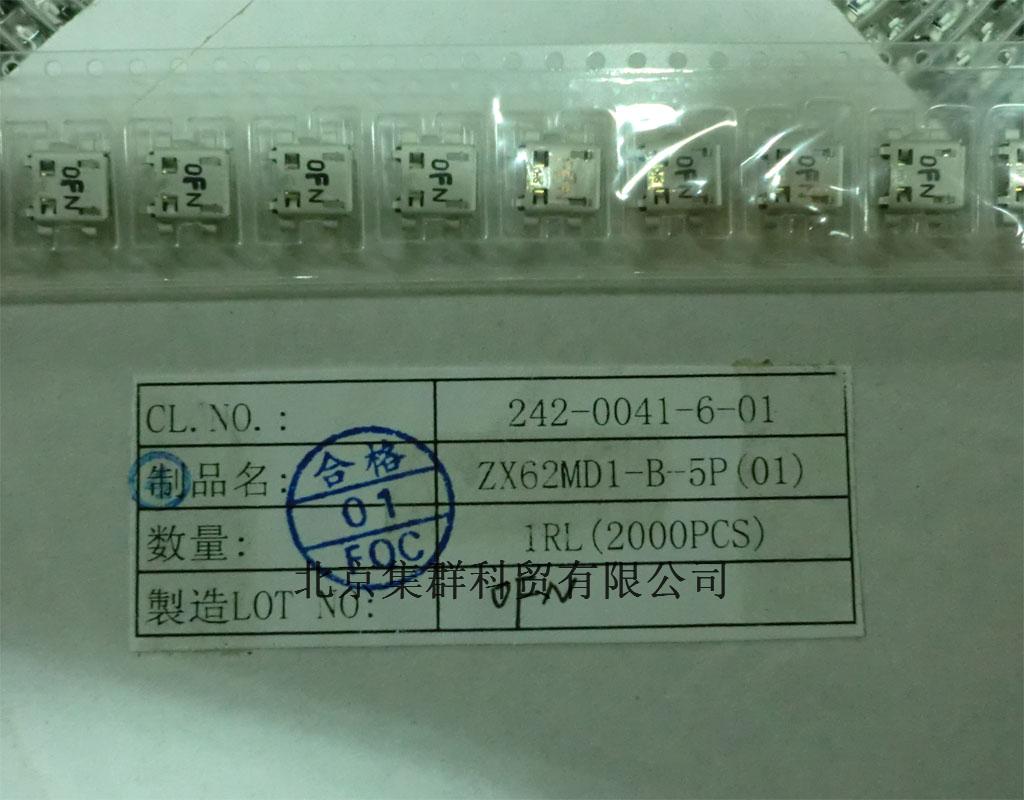 OFN OFN OFN OFN OFN OFN OFN
CL.NO.: 242-0041-6-01
制品名: ZX62MD1-B-5P(01)
数量: 1RL(2000PCS)
製造LOT NO: OFN
合格
01
FQC
北京集群科贸有限公司